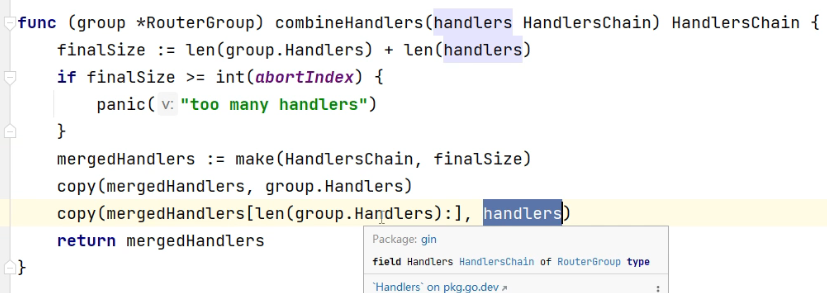 func (group *RouterGroup) combineHandlers(handlers HandlersChain) HandlersChain {
    finalSize := len(group.Handlers) + len(handlers)
    if finalSize >= int(abortIndex) {
        panic( v: "too many handlers")
    }
    mergedHandlers := make(HandlersChain, finalSize)
    copy(mergedHandlers, group.Handlers)
    copy(mergedHandlers[len(group.Handlers):], handlers)
    return mergedHandlers
}
Package: gin
field Handlers HandlersChain of RouterGroup type
`Handlers` on pkg.go.dev↗